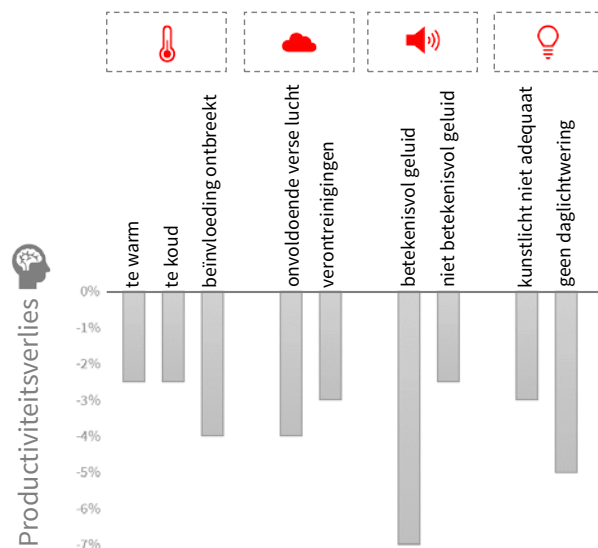 te warm
te koud
beïnvloeding ontbreekt
onvoldoende verse lucht
verontreinigingen
betekenisvol geluid
niet betekenisvol geluid
kunstlicht niet adequaat
geen daglichtwering
Productiviteitsverlies
0%
-1%
-2%
-3%
-4%
-5%
-6%
-7%